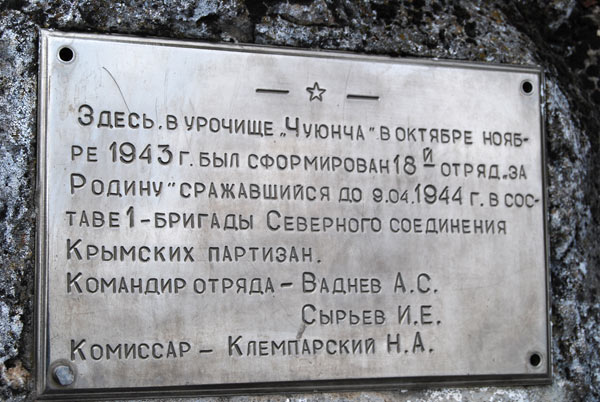 Здесь, в урочище „Чуюнча". в октябре нояб-
ре 1943 г. был сформирован 18й отряд „За
Родину" сражавшийся до 9.04.1944 г. в сос-
таве 1-бригады Северного соединения
Крымских партизан.
Командир отряда – Ваднев А.С.
Сырьев И.Е.
Комиссар – Клемпарский Н.А.